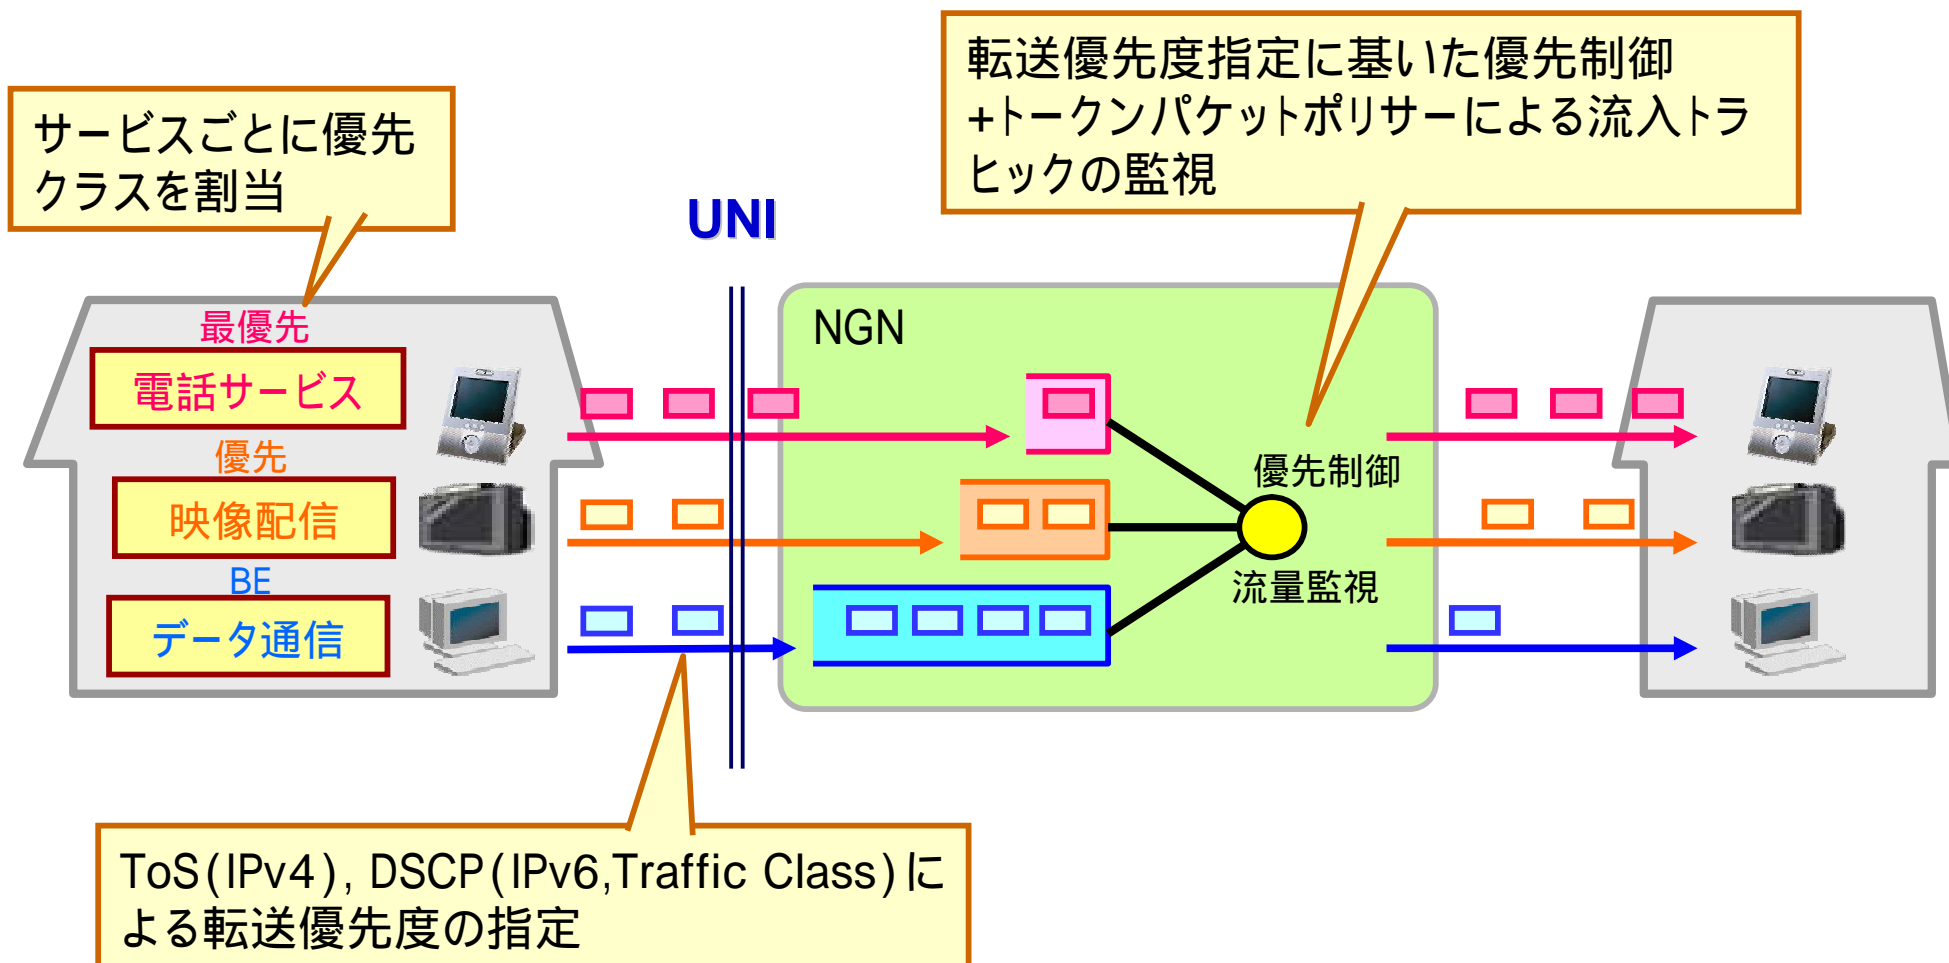 転送優先度指定に基いた優先制御
+トークンパケットポリサーによる流入トラ
ヒックの監視
サービスごとに優先
クラスを割当
UNI
NGN
最優先
電話サービス
優先
映像配信
BE
データ通信
優先制御
流量監視
ToS(IPv4), DSCP(IPv6,Traffic Class)に
よる転送優先度の指定